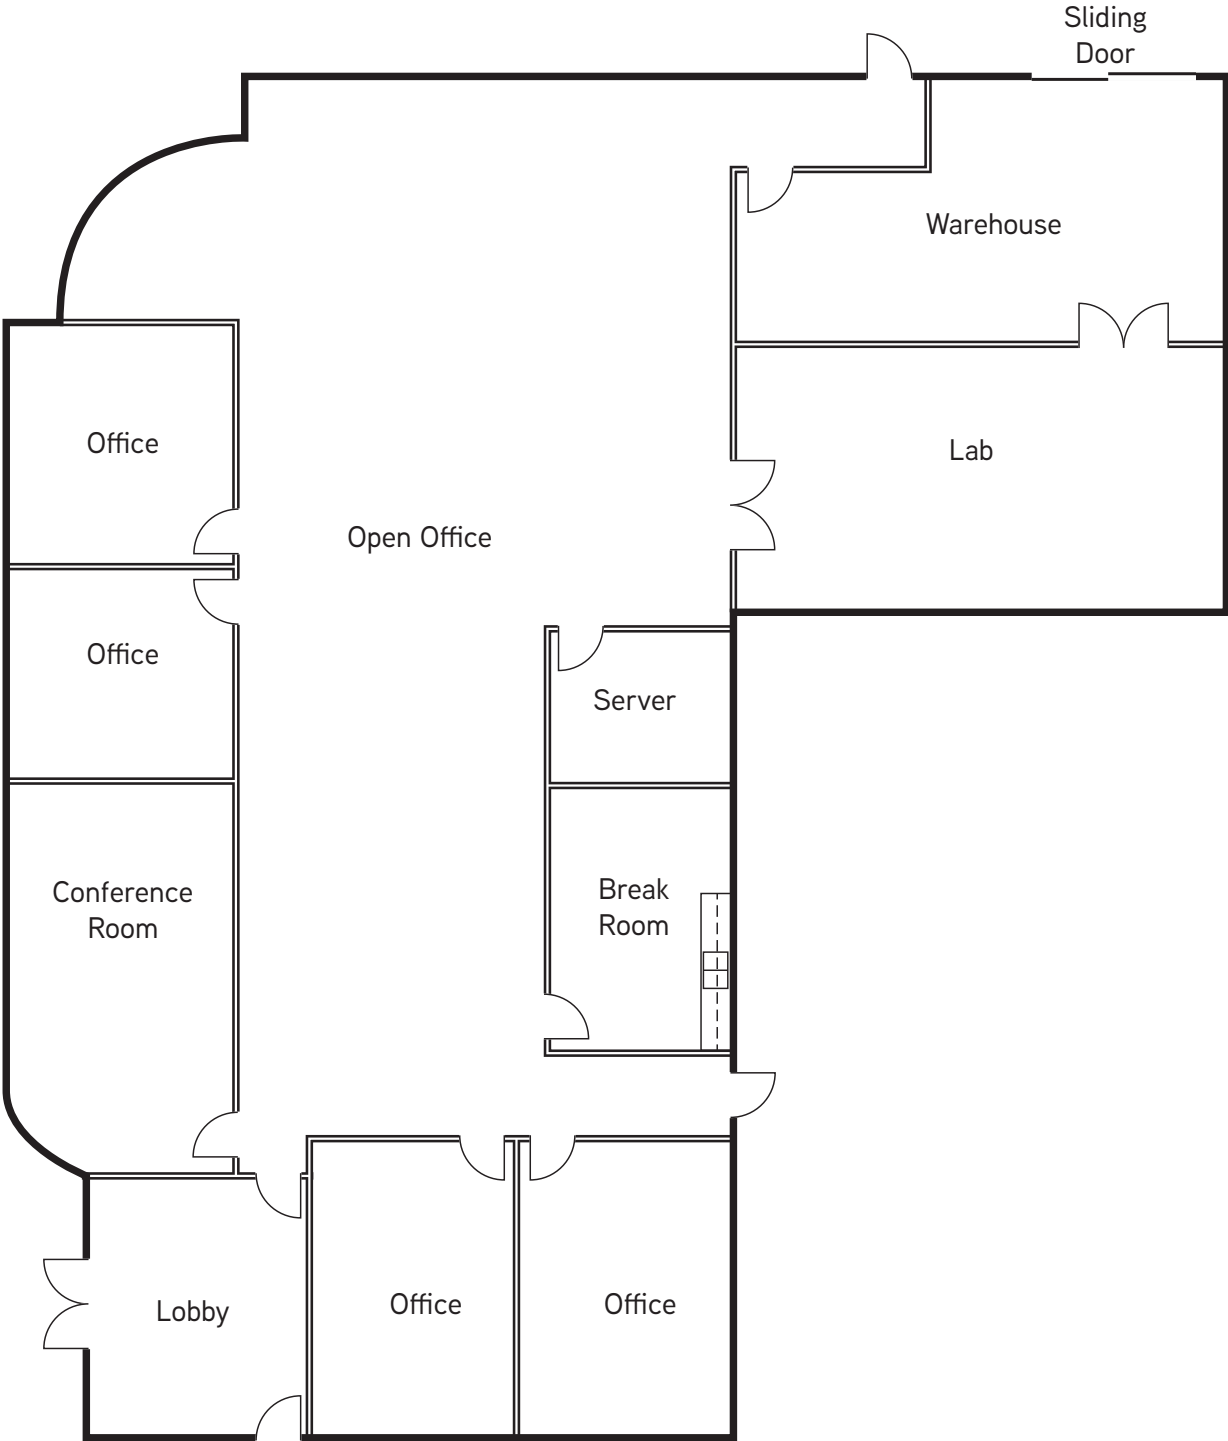 Sliding
Door
Warehouse
Office
Lab
Open Office
Office
Server
Conference
Room
Break
Room
Lobby
Office
Office